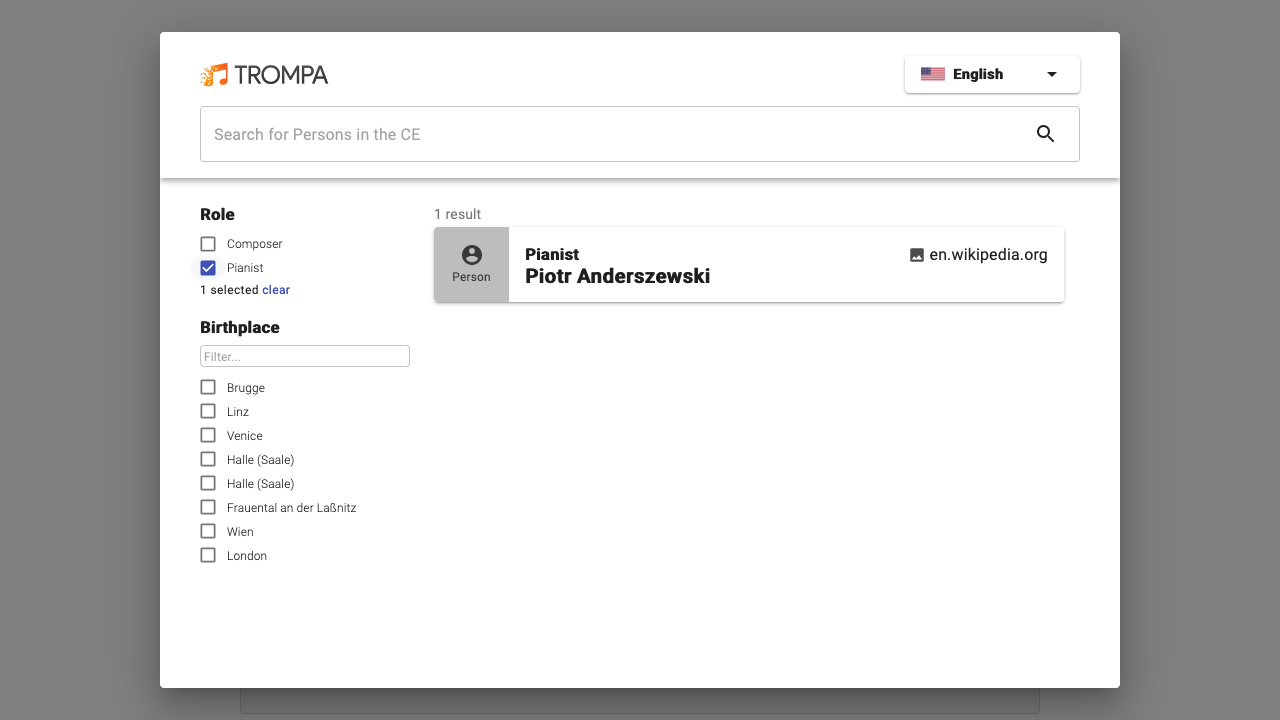 TROMPA
English
Search for Persons in the CE
Role
Composer
Pianist
1 selected clear
Birthplace
Filter...
Brugge
Linz
Venice
Halle (Saale)
Halle (Saale)
Frauental an der Laßnitz
Wien
London
1 result
Person
Pianist
Piotr Anderszewski
en.wikipedia.org